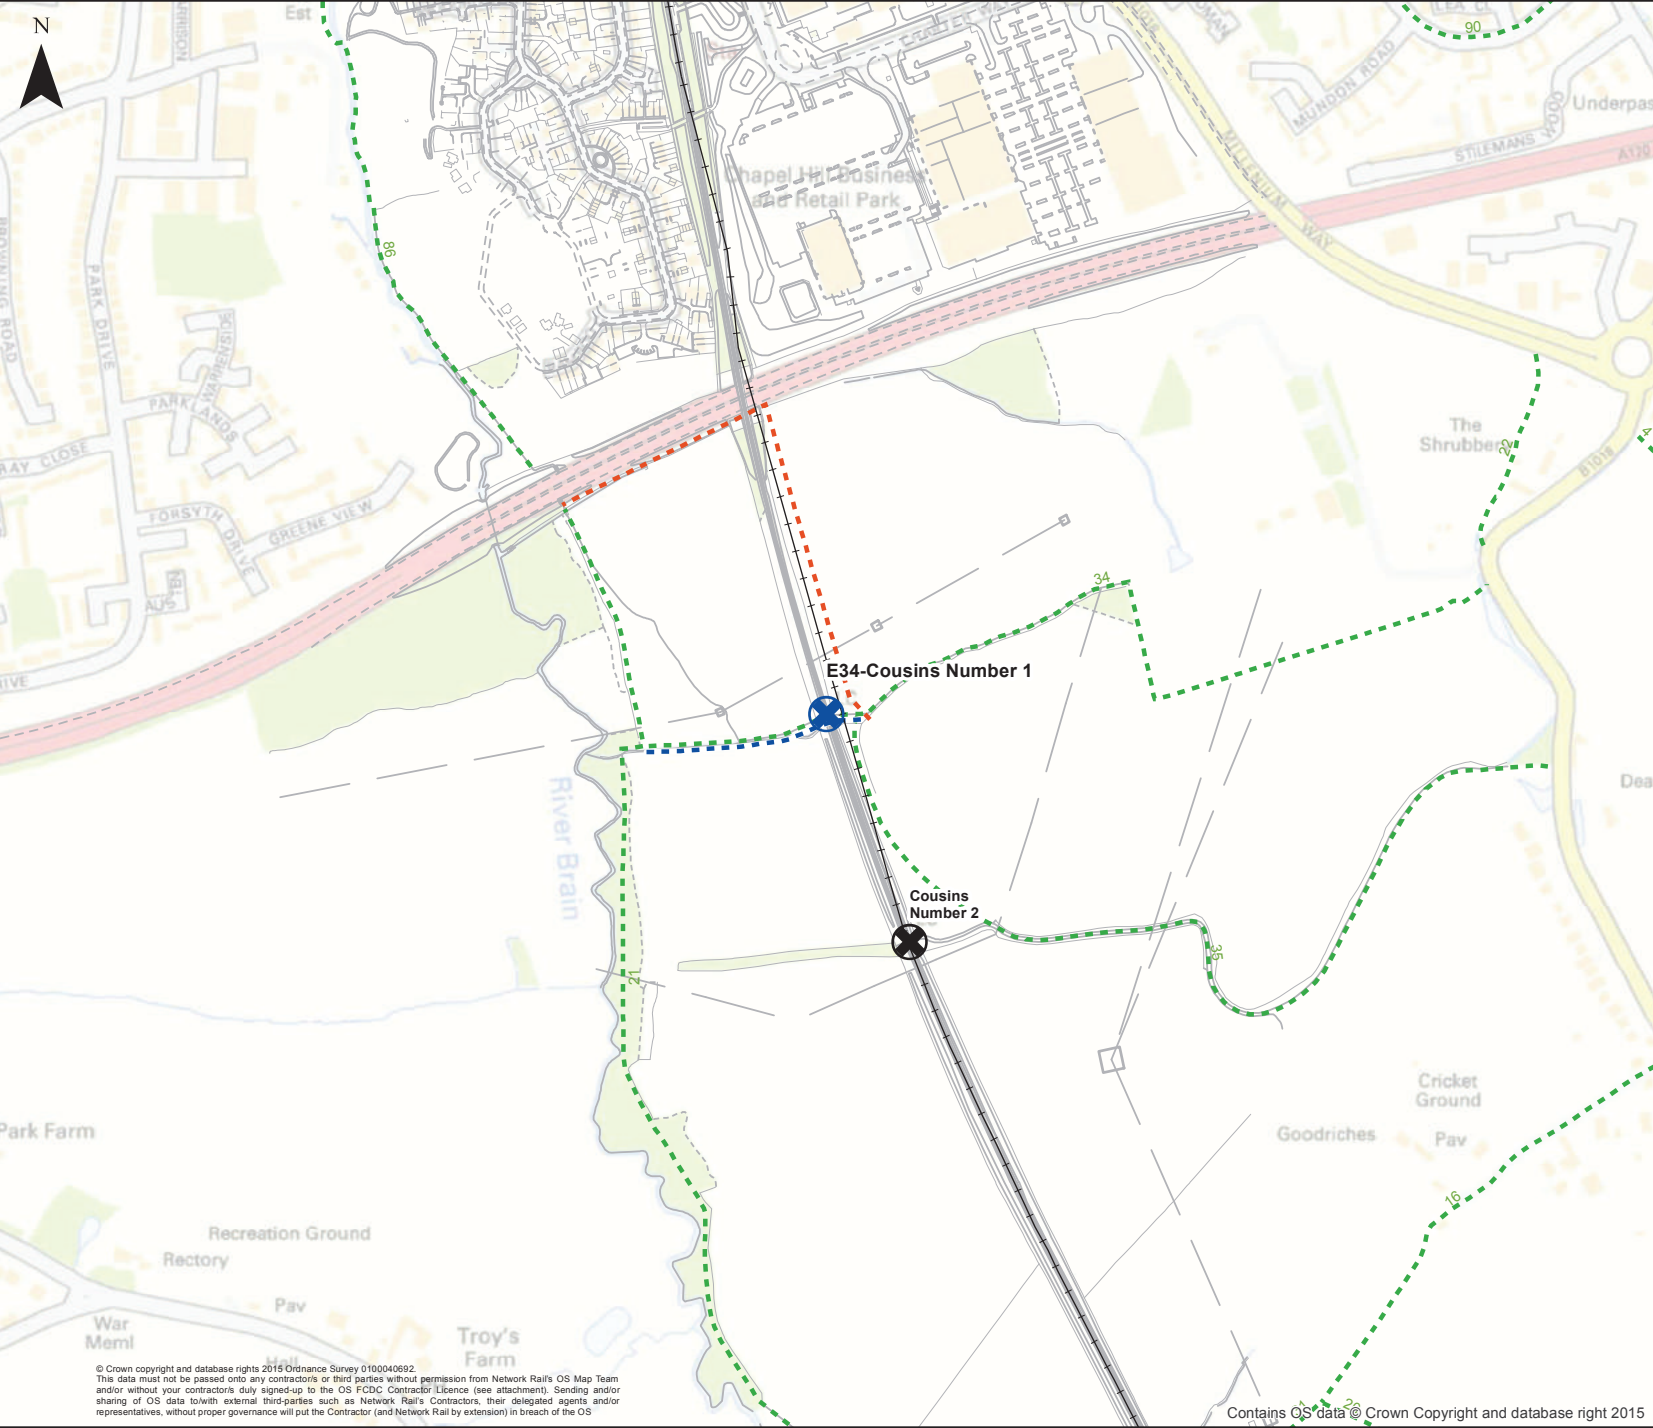 N
Est
90
LEA CL
MUNDON ROAD
Underpas
STILEMANS
WOOD
A120
MILLENIUM
WAY
Chapel Hill Business
and Retail Park
98
BROWNING ROAD
PARK DRIVE
WARRENSIDE
PARKLANDS
RAY CLOSE
FORSYTH DRIVE
GREENE VIEW
The
Shrubbery
22
B1018
4
34
E34-Cousins Number 1
River Brain
Dea
Cousins
Number 2
35
21
Cricket
Ground
Pav
Goodriches
Park Farm
16
Recreation Ground
Rectory
Pav
War
Meml
Hall
Troy's
Farm
© Crown copyright and database rights 2015 Ordnance Survey 0100040692.
This data must not be passed onto any contractor/s or third parties without permission from Network Rail's OS Map Team
and/or without your contractor/s duly signed-up to the OS FCDC Contractor Licence (see attachment). Sending and/or
sharing of OS data to/with external third-parties such as Network Rail's Contractors, their delegated agents and/or
representatives, without proper governance will put the Contractor (and Network Rail by extension) in breach of the OS
Contains OS data © Crown Copyright and database right 2015